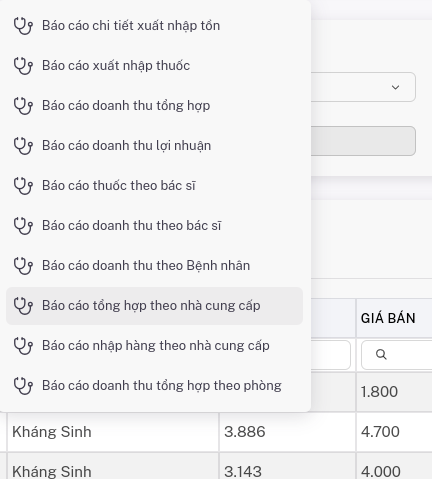 Báo cáo chi tiết xuất nhập tồn
Báo cáo xuất nhập thuốc
Báo cáo doanh thu tổng hợp
Báo cáo doanh thu lợi nhuận
Báo cáo thuốc theo bác sĩ
Báo cáo doanh thu theo bác sĩ
Báo cáo doanh thu theo Bệnh nhân
Báo cáo tổng hợp theo nhà cung cấp
Báo cáo nhập hàng theo nhà cung cấp
Báo cáo doanh thu tổng hợp theo phòng
GIÁ BÁN
1.800
Kháng Sinh 3.886 4.700
Kháng Sinh 3.143 4.000